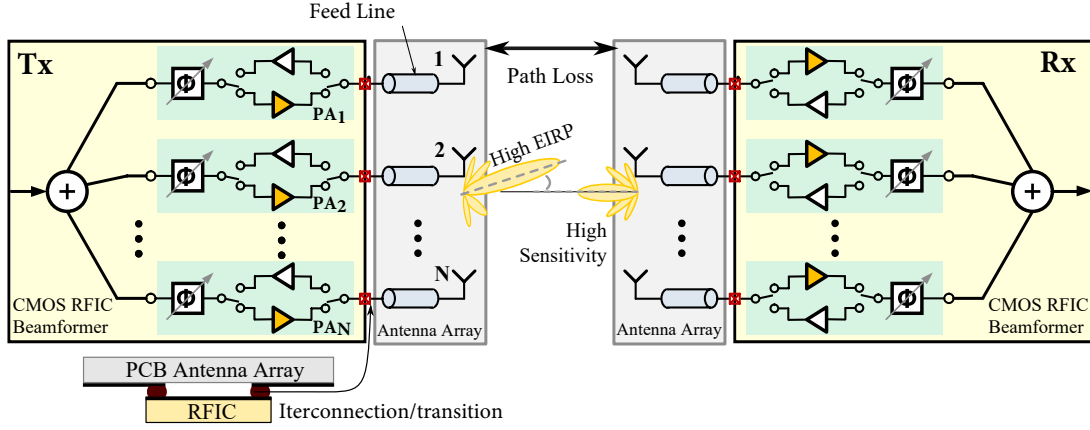 Feed Line
Tx
Rx
1
Path Loss
Φ
PA1
Φ
2
High EIRP
Φ
PA2
Φ
High
Sensitivity
N
Φ
PAN
Φ
CMOS RFIC
Beamformer
Antenna Array
Antenna Array
CMOS RFIC
Beamformer
PCB Antenna Array
RFIC
Iterconnection/transition